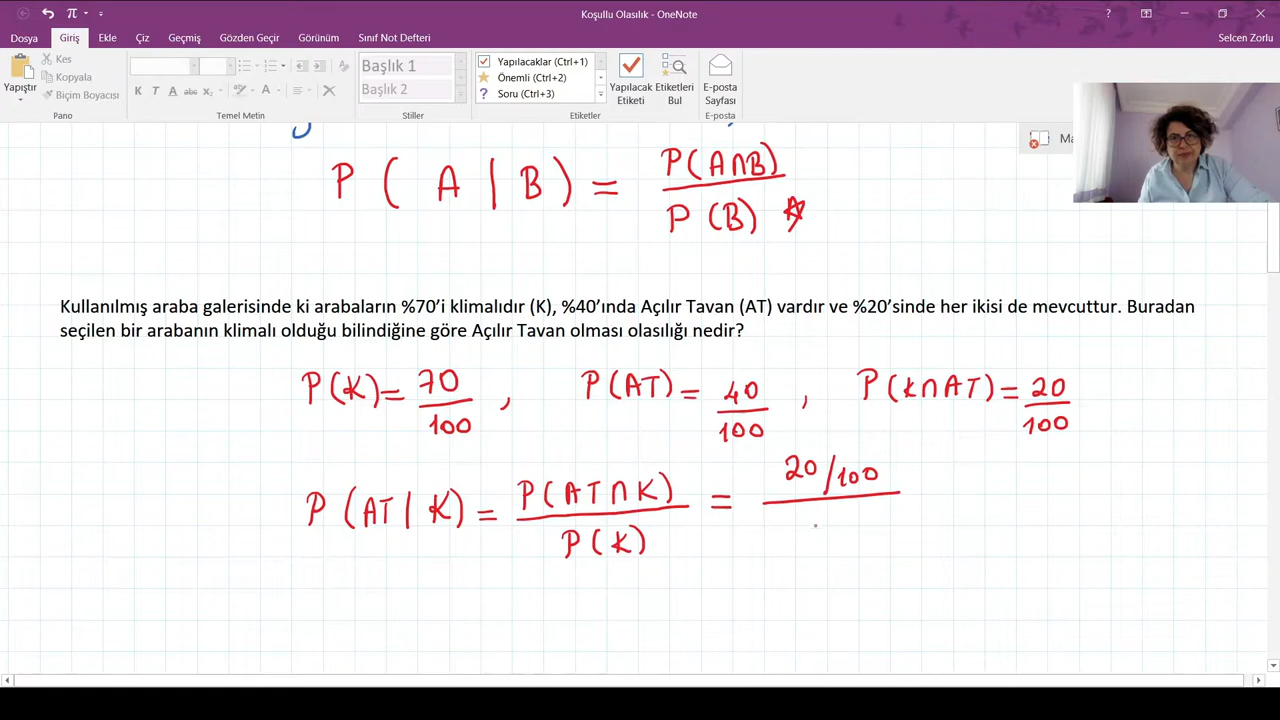 Koşullu Olasılık - OneNote
Dosya Giriş Ekle Çiz Geçmiş Gözden Geçir Görünüm Sınıf Not Defteri Selcen Zorlu
Yapıştır
Kes
Kopyala
Biçim Boyacısı
Pano
K T A abc x₂ A
Temel Metin
Başlık 1
Başlık 2
Stiller
Yapılacaklar (Ctrl+1)
Önemli (Ctrl+2)
Soru (Ctrl+3)
Yapılacak Etiketi
Etiketleri Bul
Etiketler
E-posta Sayfası
E-posta
P ( A | B ) = P(A∩B) / P(B)
Kullanılmış araba galerisinde ki arabaların %70’i klimalıdır (K), %40’ında Açılır Tavan (AT) vardır ve %20’sinde her ikisi de mevcuttur. Buradan
seçilen bir arabanın klimalı olduğu bilindiğine göre Açılır Tavan olması olasılığı nedir?
P(K) = 70/100 , P(AT) = 40/100 , P(K∩AT) = 20/100
P (AT | K) = P(AT∩K) / P(K) = 20/100